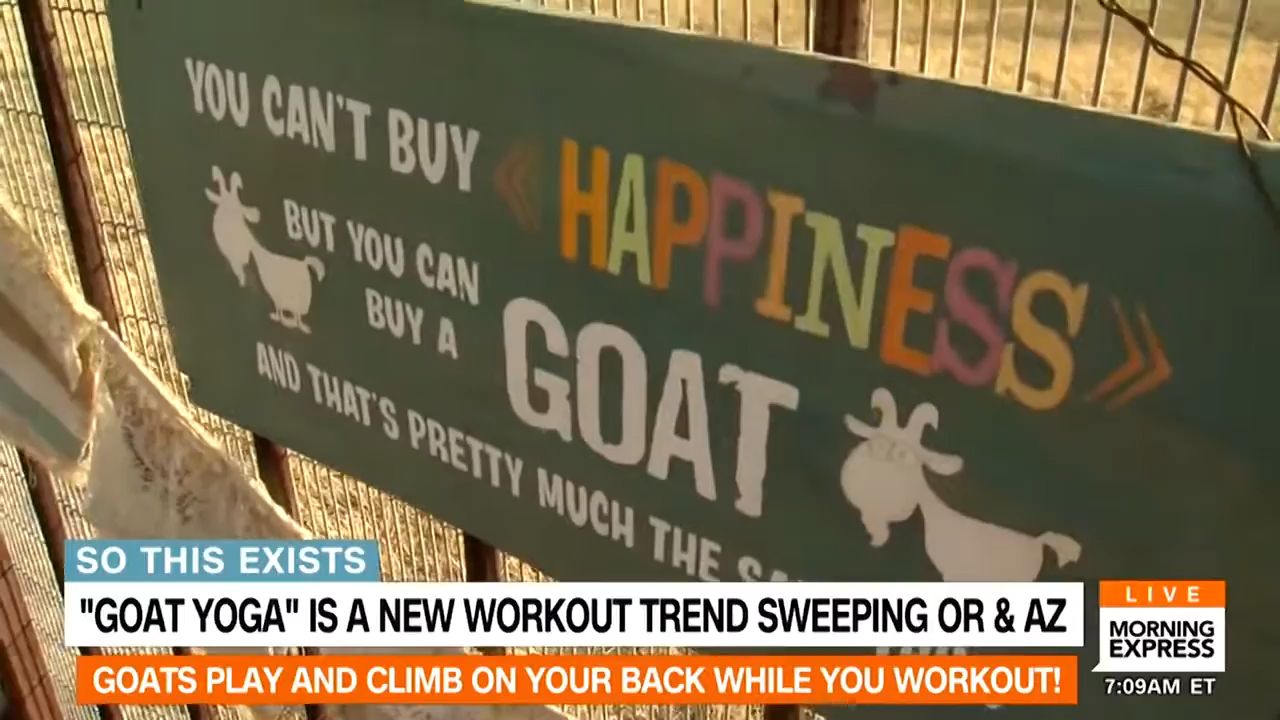 YOU CAN'T BUY
« HAPPINESS »
BUT YOU CAN
BUY A
GOAT
AND THAT'S PRETTY MUCH THE
SO THIS EXISTS
"GOAT YOGA" IS A NEW WORKOUT TREND SWEEPING OR & AZ
GOATS PLAY AND CLIMB ON YOUR BACK WHILE YOU WORKOUT!
LIVE
MORNING
EXPRESS
7:09AM ET